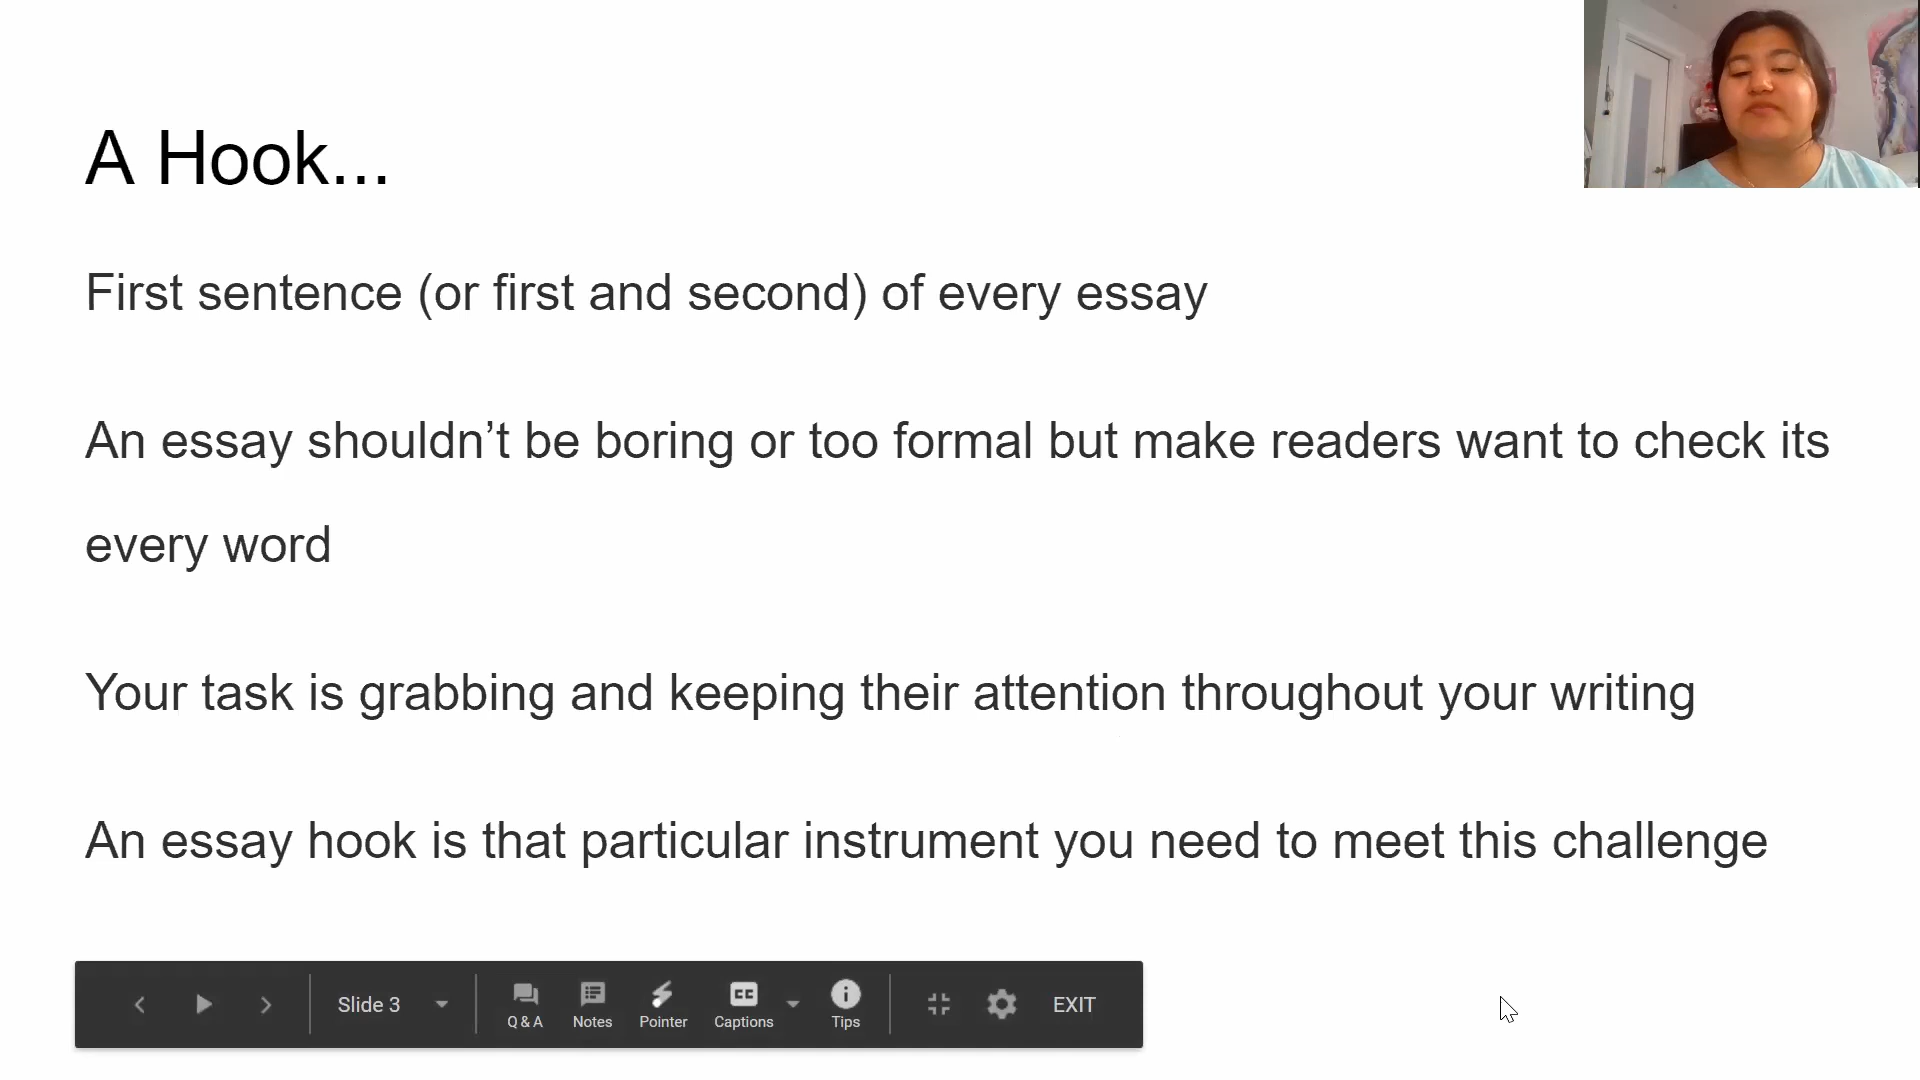 A Hook...
First sentence (or first and second) of every essay
An essay shouldn’t be boring or too formal but make readers want to check its
every word
Your task is grabbing and keeping their attention throughout your writing
An essay hook is that particular instrument you need to meet this challenge
Slide 3
Q & A
Notes
Pointer
CC
Captions
Tips
EXIT